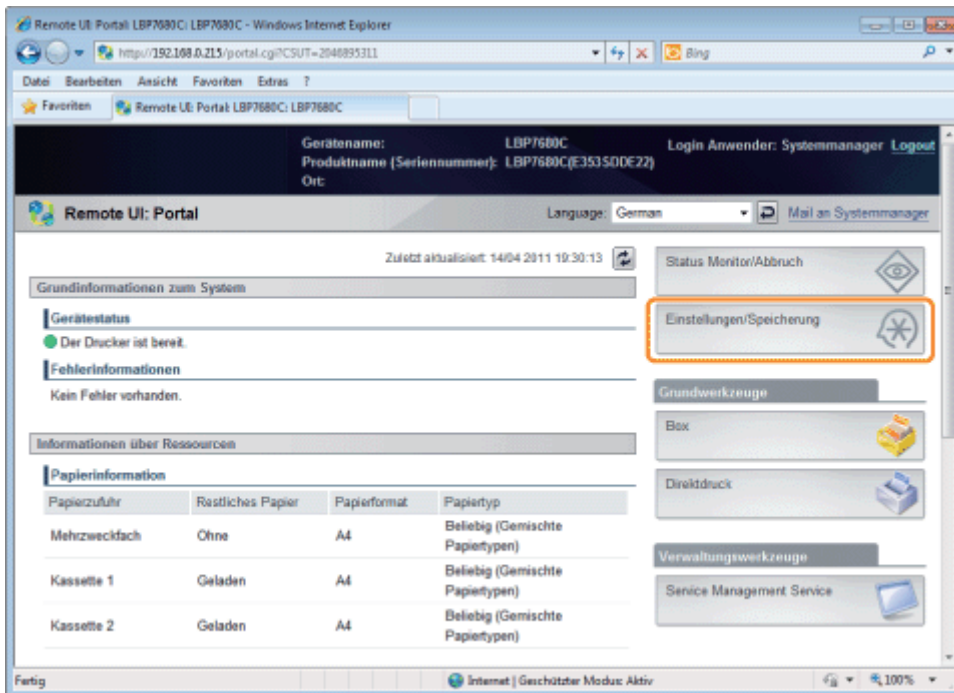 Remote UI: Portal: LBP7680C: LBP7680C - Windows Internet Explorer
http://192.168.0.215/portal.cgi?CSUT=2046895311
Bing
Datei Bearbeiten Ansicht Favoriten Extras ?
Favoriten Remote UI: Portal: LBP7680C: LBP7680C
Gerätename: LBP7680C Login Anwender: Systemmanager Logout
Produktname (Seriennummer): LBP7680C(E353SDDE22)
Ort:
Remote UI: Portal Language: German Mail an Systemmanager
Zuletzt aktualisiert: 14/04 2011 19:30:13
Grundinformationen zum System
Gerätestatus
Der Drucker ist bereit.
Fehlerinformationen
Kein Fehler vorhanden.
Informationen über Ressourcen
Papierinformation
Papierzufuhr Restliches Papier Papierformat Papiertyp
Mehrzweckfach Ohne A4 Beliebig (Gemischte
Papiertypen)
Kassette 1 Geladen A4 Beliebig (Gemischte
Papiertypen)
Kassette 2 Geladen A4 Beliebig (Gemischte
Papiertypen)
Status Monitor/Abbruch
Einstellungen/Speicherung
Grundwerkzeuge
Box
Direktdruck
Verwaltungswerkzeuge
Service Management Service
Fertig Internet | Geschützter Modus: Aktiv 100%